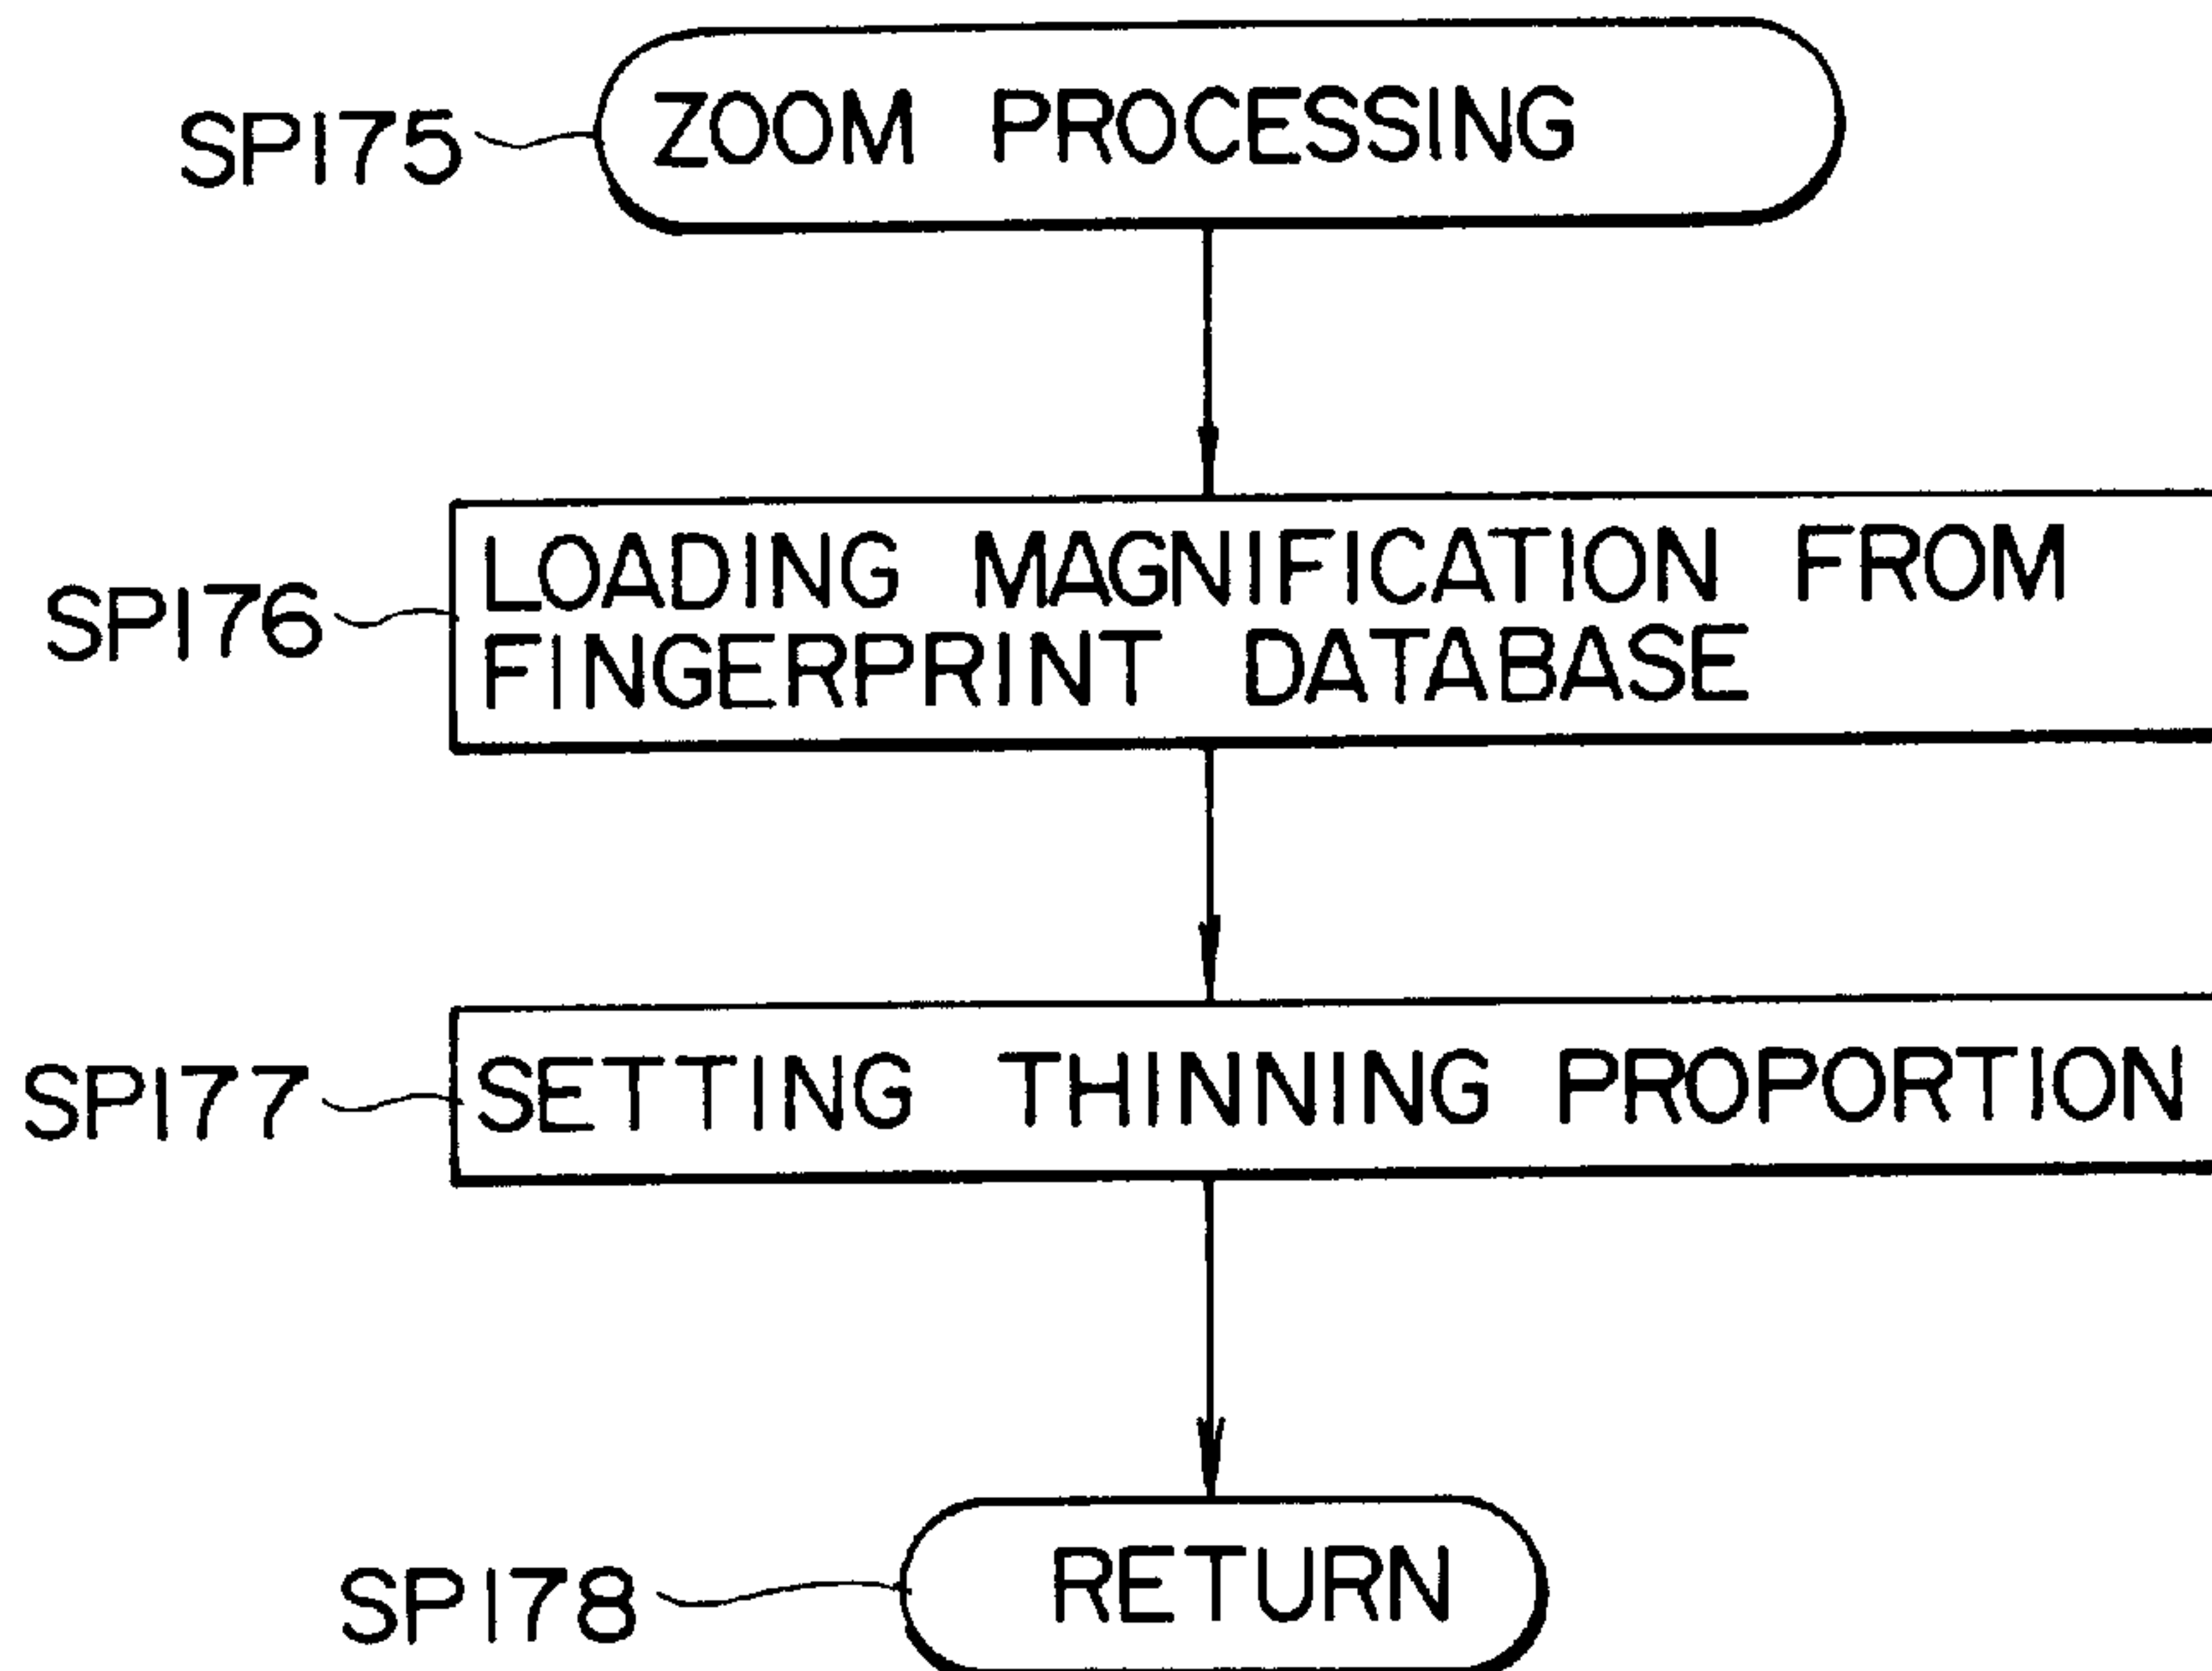 SP175 ZOOM PROCESSING
SP176 LOADING MAGNIFICATION FROM
FINGERPRINT DATABASE
SP177 SETTING THINNING PROPORTION
SP178 RETURN